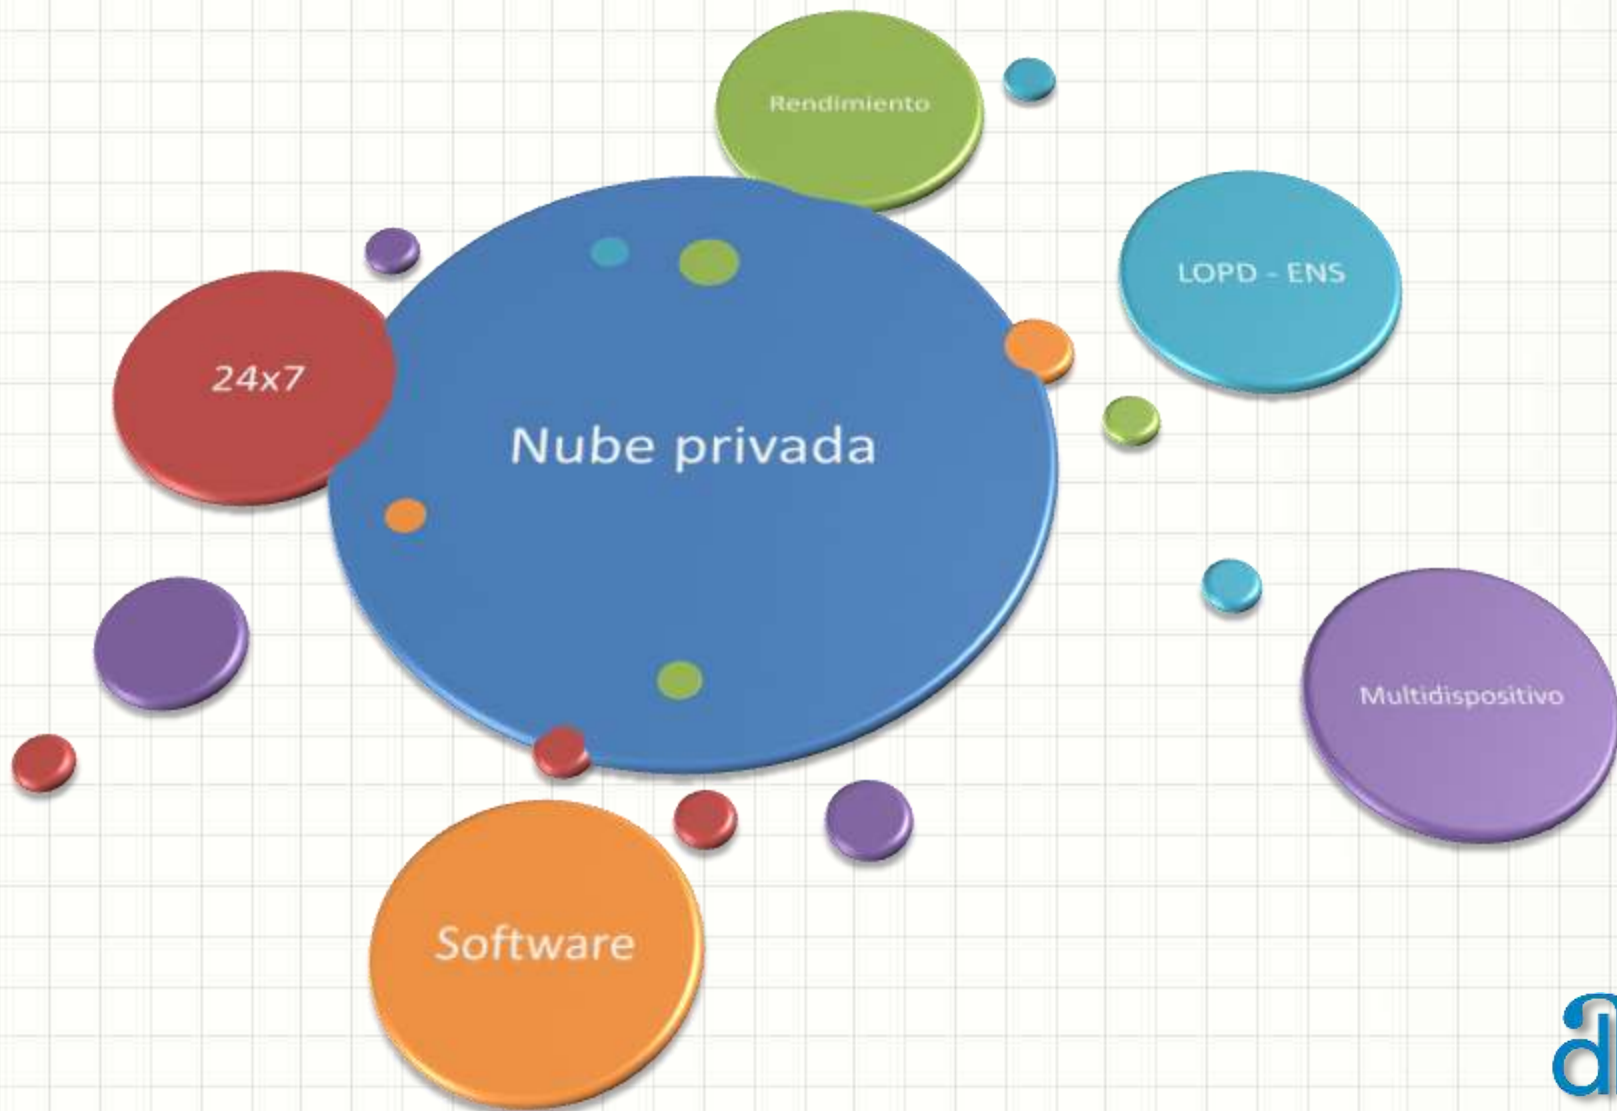 Rendimiento
LOPD - ENS
24x7
Nube privada
Multidispositivo
Software